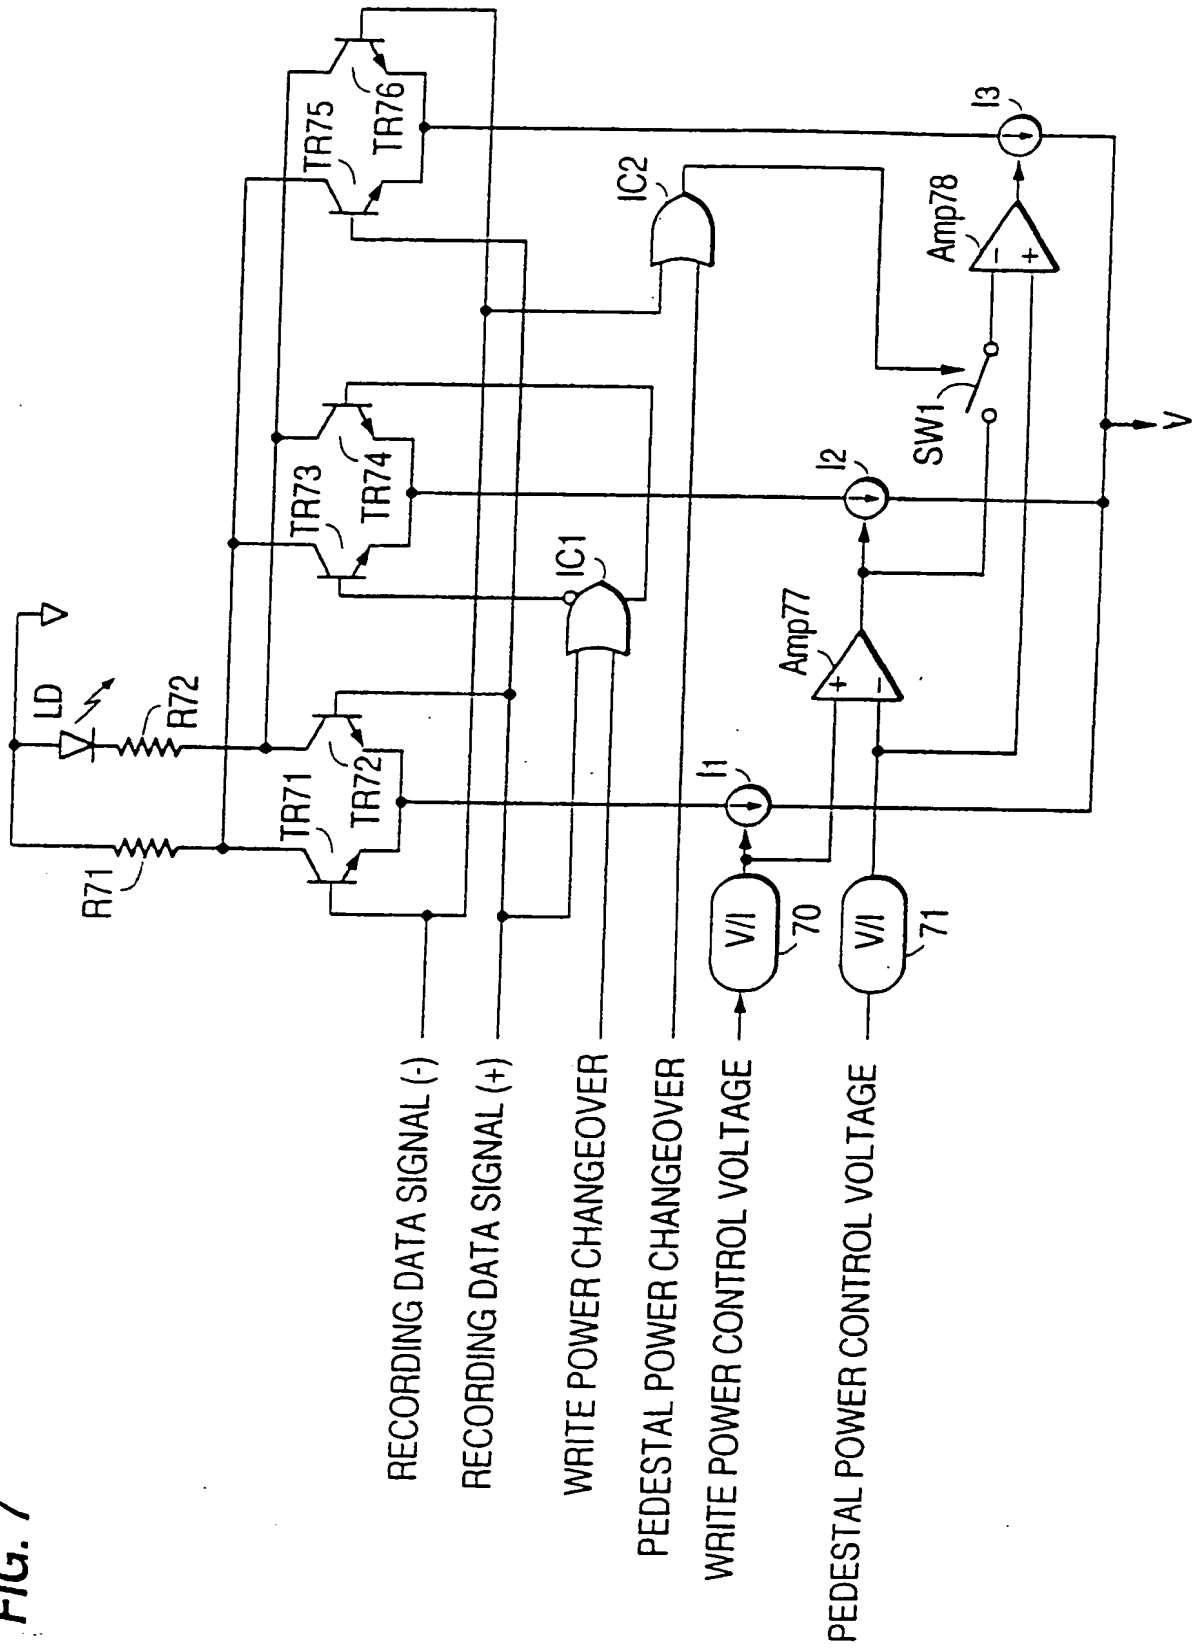 FIG. 7
R71
LD
R72
TR71
TR72
TR73
TR74
TR75
TR76
RECORDING DATA SIGNAL (-)
RECORDING DATA SIGNAL (+)
WRITE POWER CHANGEOVER
PEDESTAL POWER CHANGEOVER
WRITE POWER CONTROL VOLTAGE
PEDESTAL POWER CONTROL VOLTAGE
IC1
IC2
V/I
70
V/I
71
I1
Amp77
+
-
I2
SW1
Amp78
-
+
I3
V